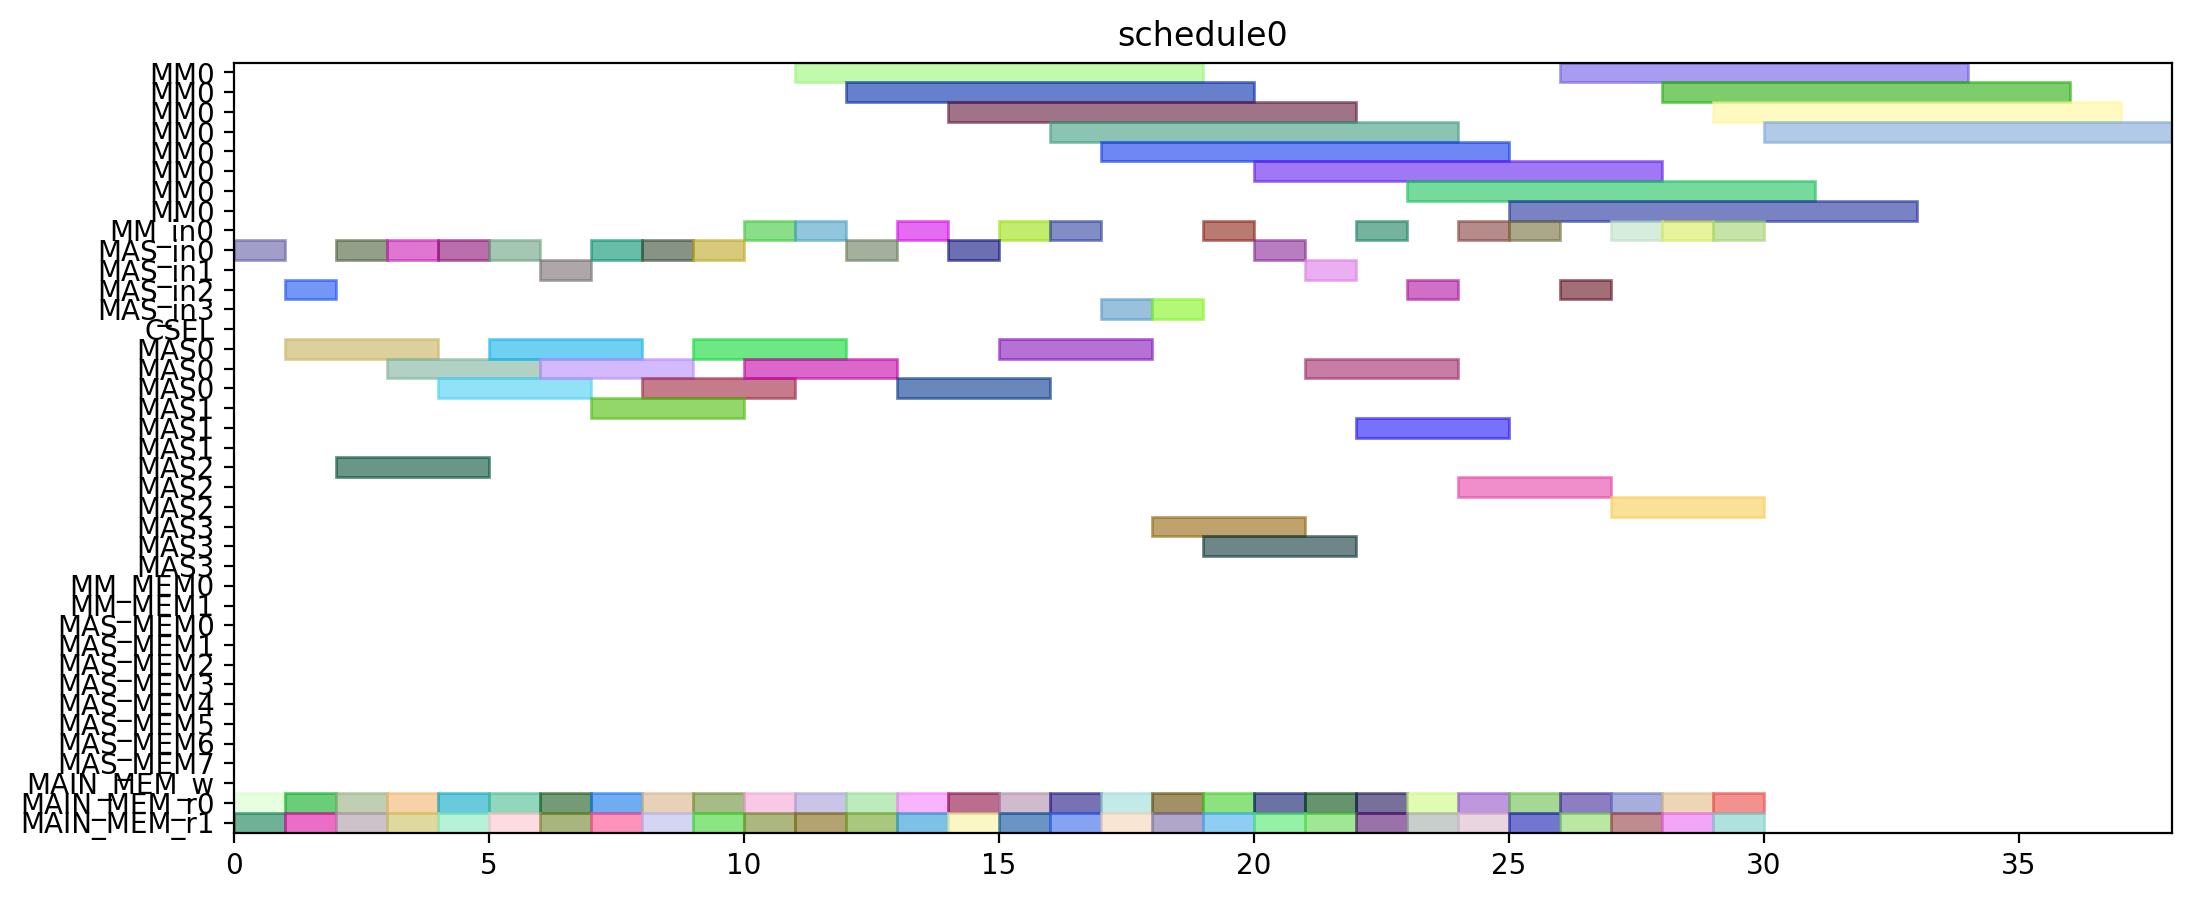 schedule0
MM0
MM0
MM0
MM0
MM0
MM0
MM0
MM0
MM_in0
MAS_in0
MAS_in1
MAS_in2
MAS_in3
CSEL
MAS0
MAS0
MAS0
MAS1
MAS1
MAS1
MAS2
MAS2
MAS2
MAS3
MAS3
MAS3
MM_MEM0
MM_MEM1
MAS_MEM0
MAS_MEM1
MAS_MEM2
MAS_MEM3
MAS_MEM4
MAS_MEM5
MAS_MEM6
MAS_MEM7
MAIN_MEM_w
MAIN_MEM_r0
MAIN_MEM_r1
0 5 10 15 20 25 30 35